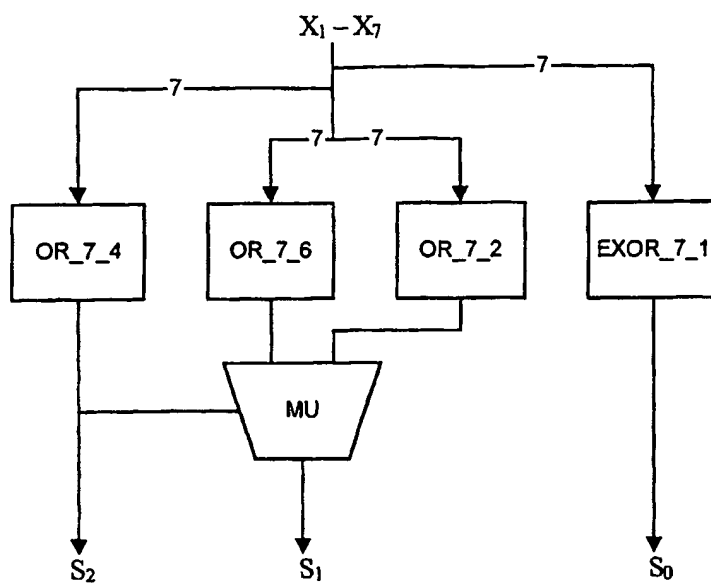 X₁ – X₇
7
7
7 7
OR_7_4 OR_7_6 OR_7_2 EXOR_7_1
MU
S₂ S₁ S₀